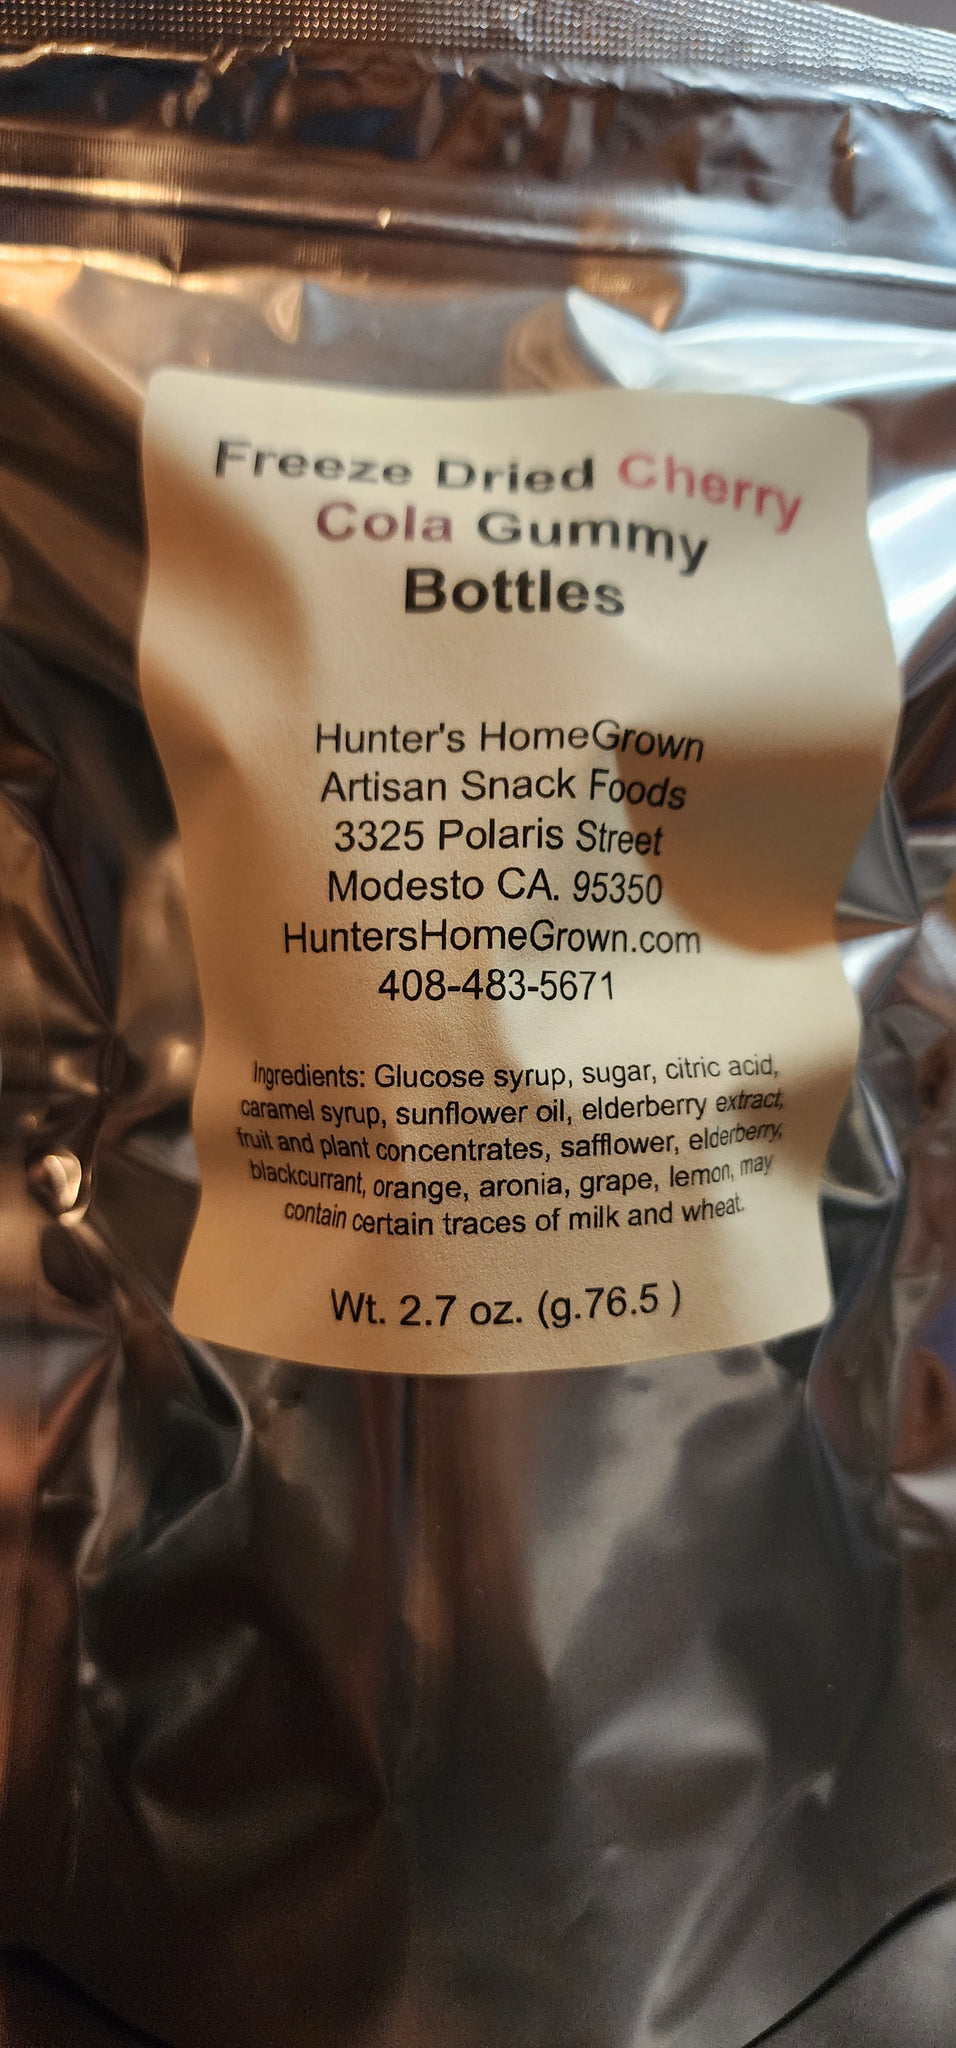 Freeze Dried Cherry
Cola Gummy
Bottles
Hunter's HomeGrown
Artisan Snack Foods
3325 Polaris Street
Modesto CA. 95350
HuntersHomeGrown.com
408-483-5671
Ingredients: Glucose syrup, sugar, citric acid,
caramel syrup, sunflower oil, elderberry extract,
fruit and plant concentrates, safflower, elderberry,
blackcurrant, orange, aronia, grape, lemon, may
contain certain traces of milk and wheat.
Wt. 2.7 oz. (g.76.5 )